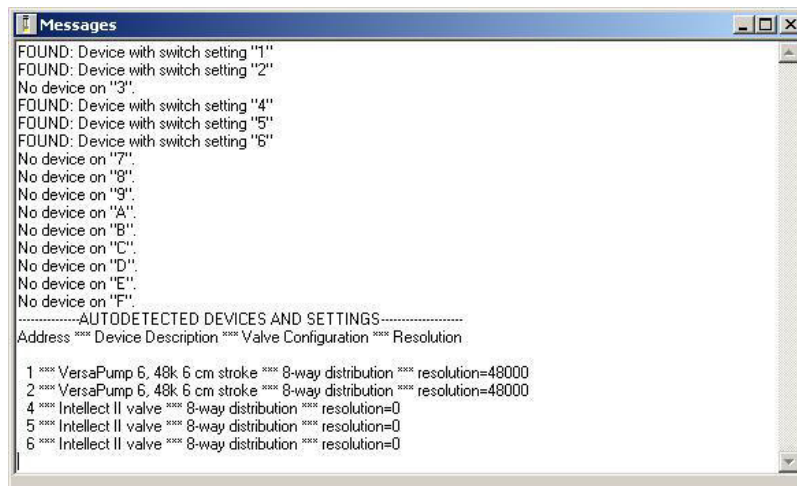 Messages
FOUND: Device with switch setting "1"
FOUND: Device with switch setting "2"
No device on "3".
FOUND: Device with switch setting "4"
FOUND: Device with switch setting "5"
FOUND: Device with switch setting "6"
No device on "7".
No device on "8".
No device on "9".
No device on "A".
No device on "B".
No device on "C".
No device on "D".
No device on "E".
No device on "F".
--------------AUTODETECTED DEVICES AND SETTINGS-------------------
Address *** Device Description *** Valve Configuration *** Resolution
1 *** VersaPump 6, 48k 6 cm stroke *** 8-way distribution *** resolution=48000
2 *** VersaPump 6, 48k 6 cm stroke *** 8-way distribution *** resolution=48000
4 *** Intellect II valve *** 8-way distribution *** resolution=0
5 *** Intellect II valve *** 8-way distribution *** resolution=0
6 *** Intellect II valve *** 8-way distribution *** resolution=0